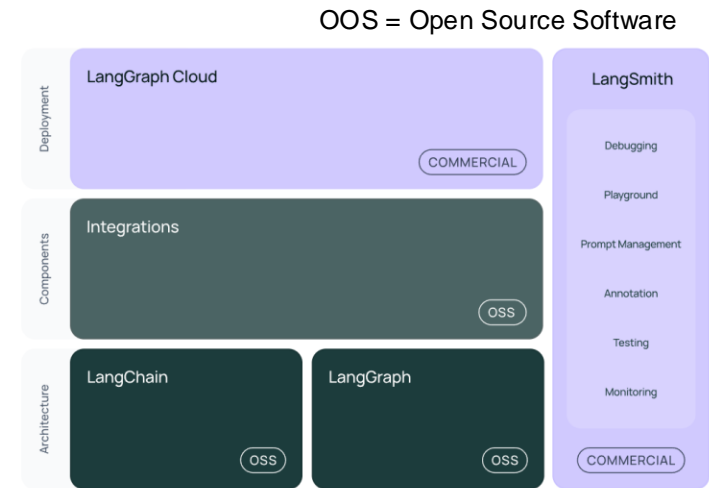 OOS = Open Source Software
Deployment
LangGraph Cloud
COMMERCIAL
Components
Integrations
OSS
Architecture
LangChain
OSS
LangGraph
OSS
LangSmith
Debugging
Playground
Prompt Management
Annotation
Testing
Monitoring
COMMERCIAL